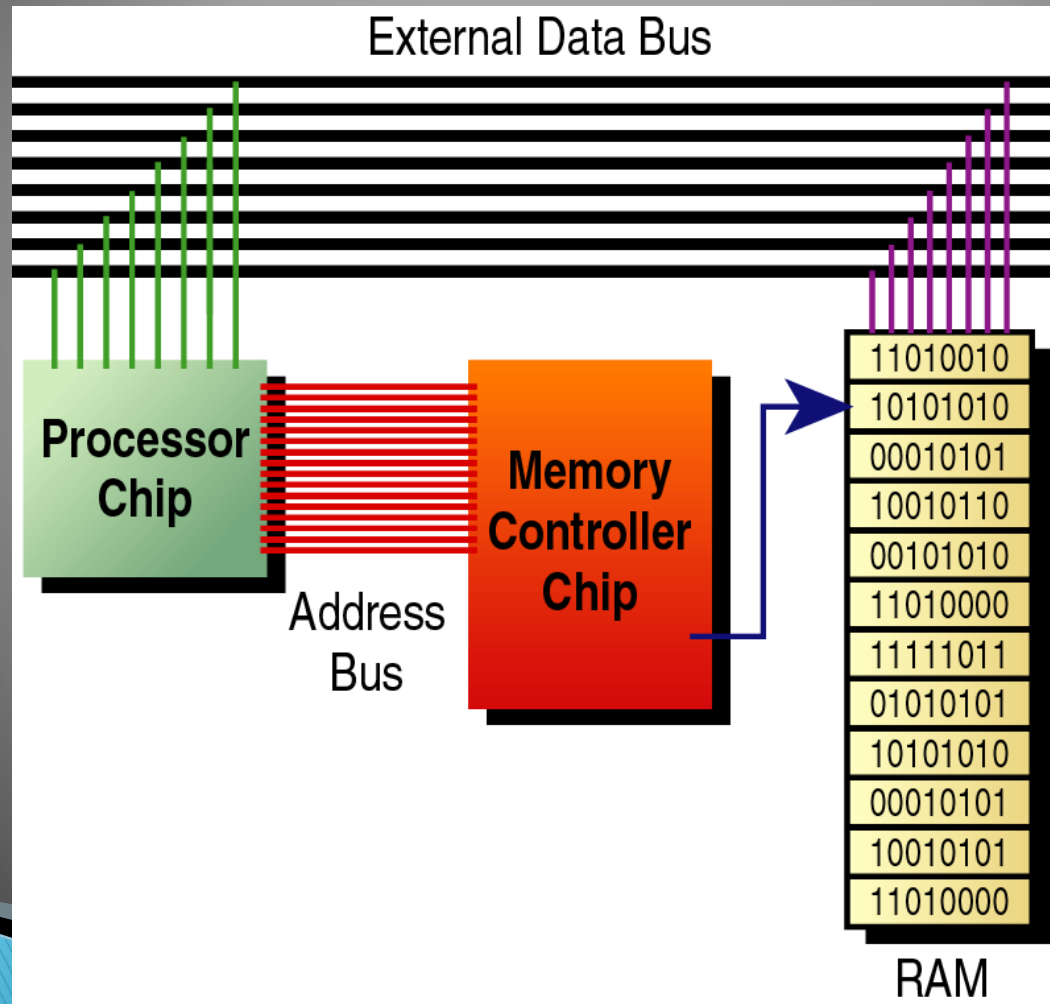 External Data Bus
Processor
Chip
Address
Bus
Memory
Controller
Chip
11010010
10101010
00010101
10010110
00101010
11010000
11111011
01010101
10101010
00010101
10010101
11010000
RAM